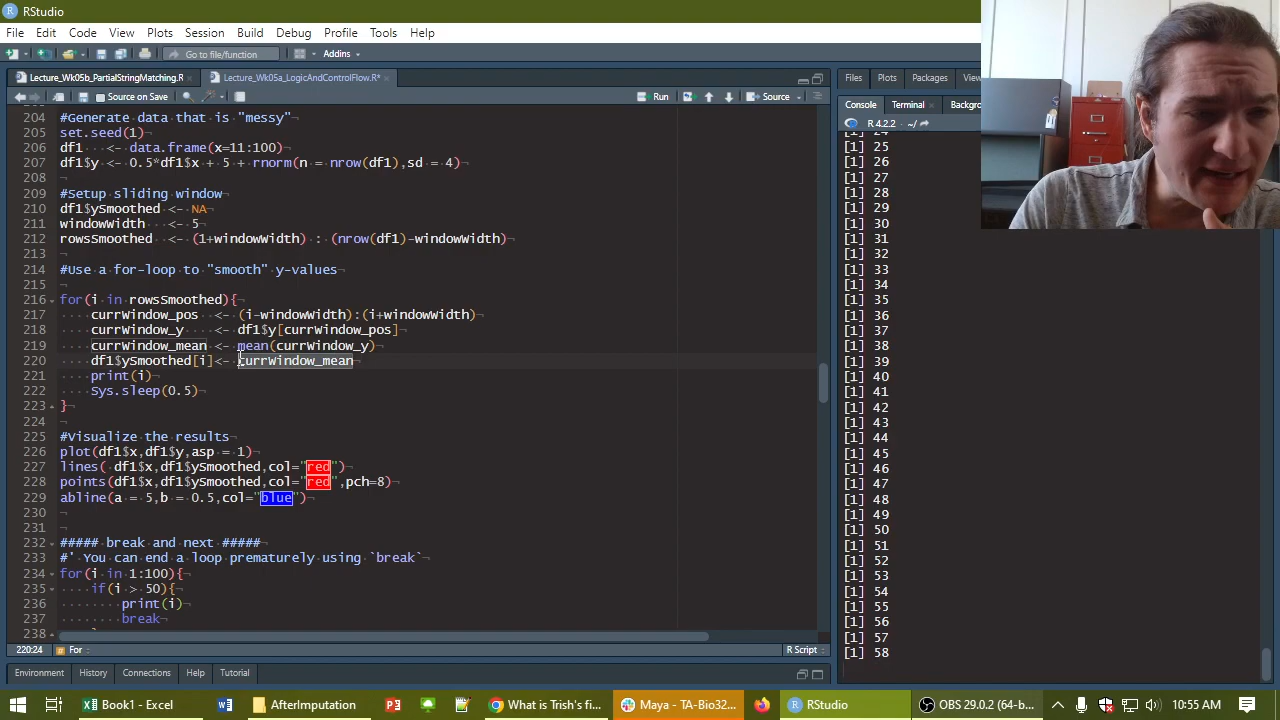 RStudio
File Edit Code View Plots Session Build Debug Profile Tools Help
Go to file/function Addins
Lecture_Wk05b_PartialStringMatching.R × Lecture_Wk05a_LogicAndControlFlow.R* ×
Source on Save Run Source
204 #Generate data that is "messy"
205 set.seed(1)
206 df1 <- data.frame(x=11:100)
207 df1$y <- 0.5*df1$x + 5 + rnorm(n = nrow(df1),sd = 4)
208
209 #Setup sliding window
210 df1$ySmoothed <- NA
211 windowWidth <- 5
212 rowsSmoothed <- (1+windowWidth) : (nrow(df1)-windowWidth)
213
214 #Use a for-loop to "smooth" y-values
215
216 for(i in rowsSmoothed){
217 currWindow_pos <- (i-windowWidth):(i+windowWidth)
218 currWindow_y <- df1$y[currWindow_pos]
219 currWindow_mean <- mean(currWindow_y)
220 df1$ySmoothed[i]<- currWindow_mean
221 print(i)
222 Sys.sleep(0.5)
223 }
224
225 #visualize the results
226 plot(df1$x,df1$y,asp = 1)
227 lines( df1$x,df1$ySmoothed,col="red")
228 points(df1$x,df1$ySmoothed,col="red",pch=8)
229 abline(a = 5,b = 0.5,col="blue")
230
231
232 ##### break and next #####
233 #' You can end a loop prematurely using `break`
234 for(i in 1:100){
235 if(i > 50){
236 print(i)
237 break
238 }
220:24 # For R Script
Environment History Connections Help Tutorial
Files Plots Packages
Console Terminal
R 4.2.2 · ~/
[1] 24
[1] 25
[1] 26
[1] 27
[1] 28
[1] 29
[1] 30
[1] 31
[1] 32
[1] 33
[1] 34
[1] 35
[1] 36
[1] 37
[1] 38
[1] 39
[1] 40
[1] 41
[1] 42
[1] 43
[1] 44
[1] 45
[1] 46
[1] 47
[1] 48
[1] 49
[1] 50
[1] 51
[1] 52
[1] 53
[1] 54
[1] 55
[1] 56
[1] 57
[1] 58
Book1 - Excel AfterImputation What is Trish's fi... Maya - TA-Bio32... RStudio OBS 29.0.2 (64-b... 10:55 AM